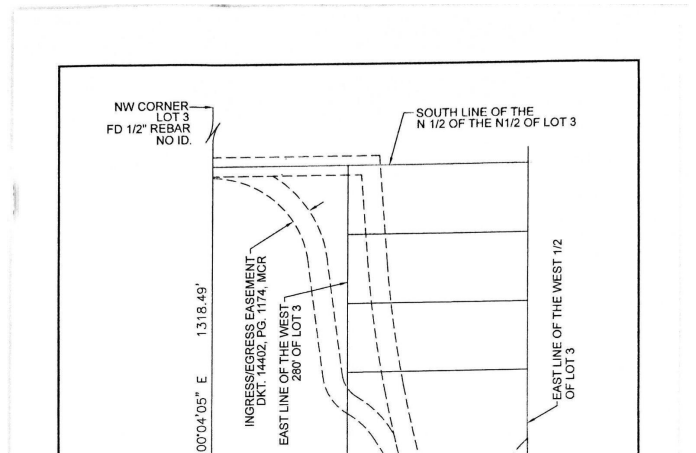 NW CORNER
LOT 3
FD 1/2" REBAR
NO ID.
SOUTH LINE OF THE
N 1/2 OF THE N1/2 OF LOT 3
1318.49'
00°04'05" E
INGRESS/EGRESS EASEMENT
DKT. 14402, PG. 1174, MCR
EAST LINE OF THE WEST
280' OF LOT 3
EAST LINE OF THE WEST 1/2
OF LOT 3